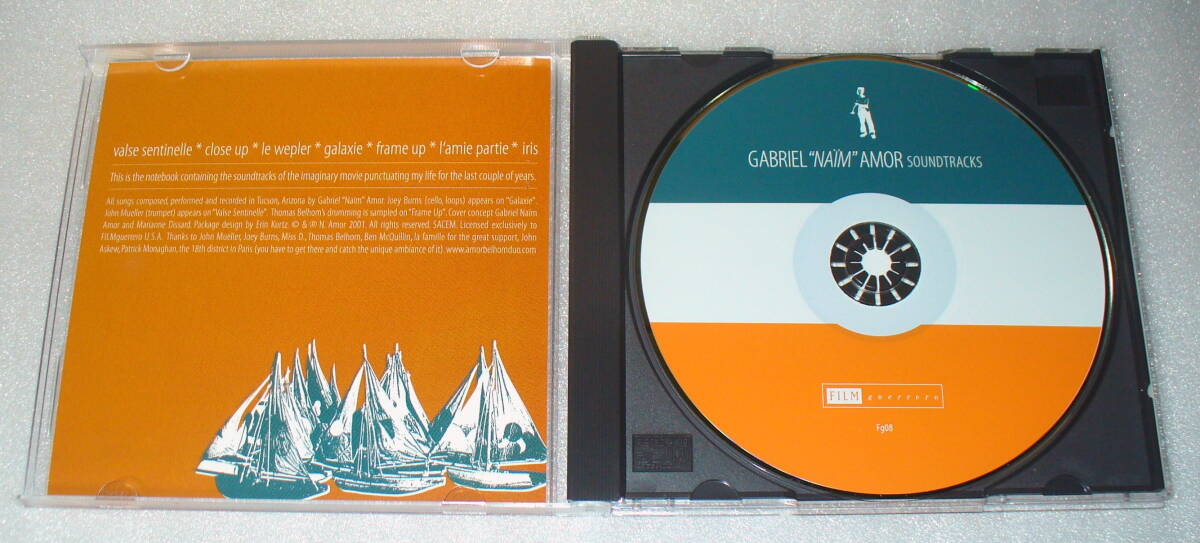 valse sentinelle * close up * le wepler * galaxie * frame up * l'amie partie * iris
This is the notebook containing the soundtracks of the imaginary movie punctuating my life for the last couple of years.
All songs composed, performed and recorded in Tucson, Arizona by Gabriel "Naïm" Amor. Joey Burns (cello, loops) appears on "Galaxie".
John Mueller (trumpet) appears on "Valse Sentinelle". Thomas Belhom's drumming is sampled on "Frame Up". Cover concept Gabriel Naïm
Amor and Marianne Dissard. Package design by Erin Kurtz. © & ℗ N. Amor 2001. All rights reserved. SACEM. Licensed exclusively to
FILMguerrero U.S.A. Thanks to John Mueller, Joey Burns, Miss D., Thomas Belhom, Ben McQuillin, la famille for the great support, John
Askew, Patrick Monaghan, the 18th district in Paris (you have to get there and catch the unique ambiance of it). www.amorbelhomduo.com
GABRIEL "NAÏM" AMOR SOUNDTRACKS
FILM guerrero
Fg08